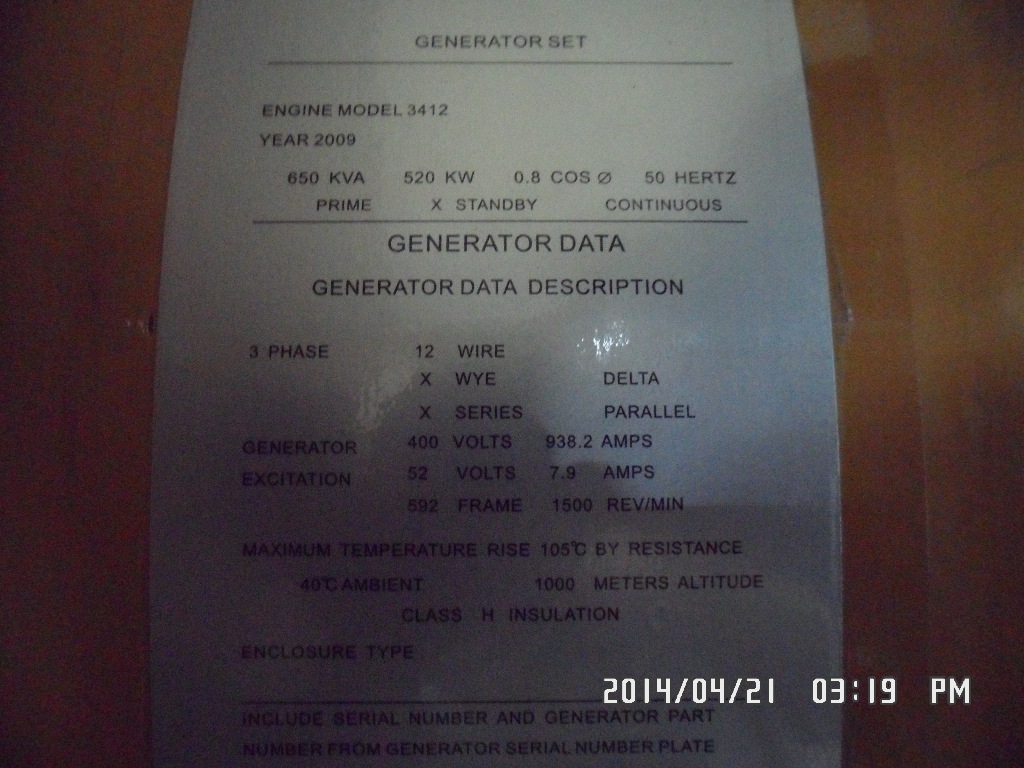 GENERATOR SET
ENGINE MODEL 3412
YEAR 2009
650 KVA 520 KW 0.8 COS Ø 50 HERTZ
PRIME X STANDBY CONTINUOUS
GENERATOR DATA
GENERATOR DATA DESCRIPTION
3 PHASE 12 WIRE
X WYE DELTA
X SERIES PARALLEL
GENERATOR 400 VOLTS 938.2 AMPS
EXCITATION 52 VOLTS 7.9 AMPS
592 FRAME 1500 REV/MIN
MAXIMUM TEMPERATURE RISE 105℃ BY RESISTANCE
40℃ AMBIENT 1000 METERS ALTITUDE
CLASS H INSULATION
ENCLOSURE TYPE
INCLUDE SERIAL NUMBER AND GENERATOR PART
NUMBER FROM GENERATOR SERIAL NUMBER PLATE
2014/04/21 03:19 PM